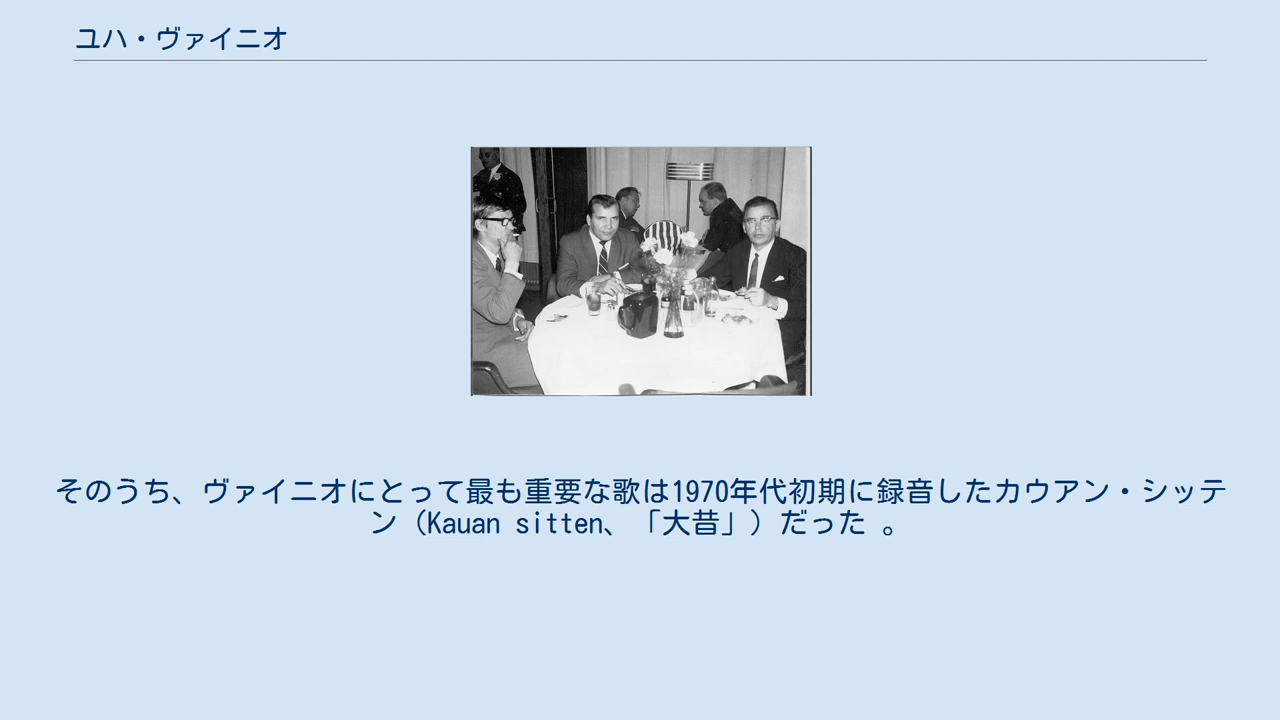 ユハ・ヴァイニオ
そのうち、ヴァイニオにとって最も重要な歌は1970年代初期に録音したカウアン・シッテ
ン（Kauan sitten、「大昔」）だった 。